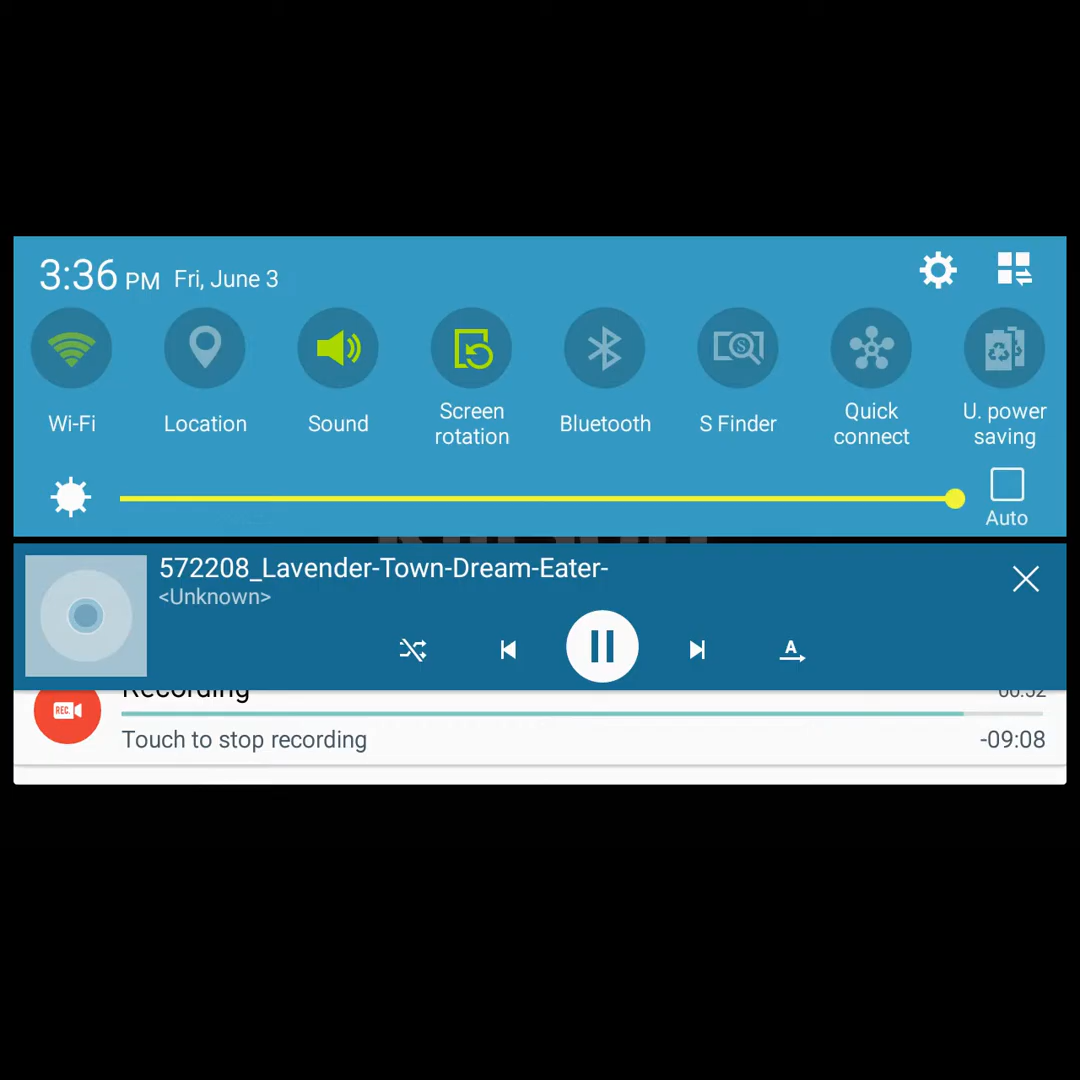 3:36 PM Fri, June 3
Wi-Fi
Location
Sound
Screen
rotation
Bluetooth
S Finder
Quick
connect
U. power
saving
Auto
572208_Lavender-Town-Dream-Eater-
<Unknown>
A
REC.
Recording
Touch to stop recording
-09:08